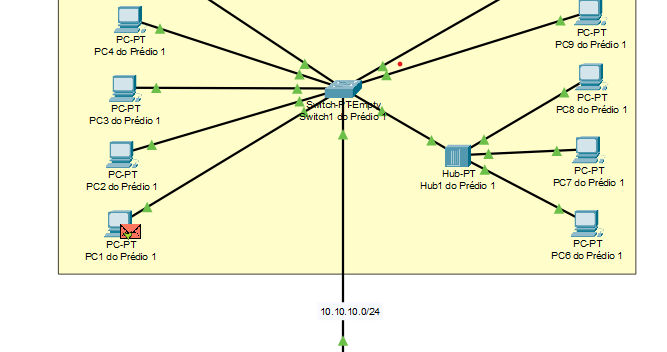 PC-PT
PC4 do Prédio 1
PC-PT
PC9 do Prédio 1
PC-PT
PC3 do Prédio 1
Switch-PT-Empty
Switch1 do Prédio 1
PC-PT
PC8 do Prédio 1
PC-PT
PC2 do Prédio 1
Hub-PT
Hub1 do Prédio 1
PC-PT
PC7 do Prédio 1
PC-PT
PC1 do Prédio 1
PC-PT
PC6 do Prédio 1
10.10.10.0/24